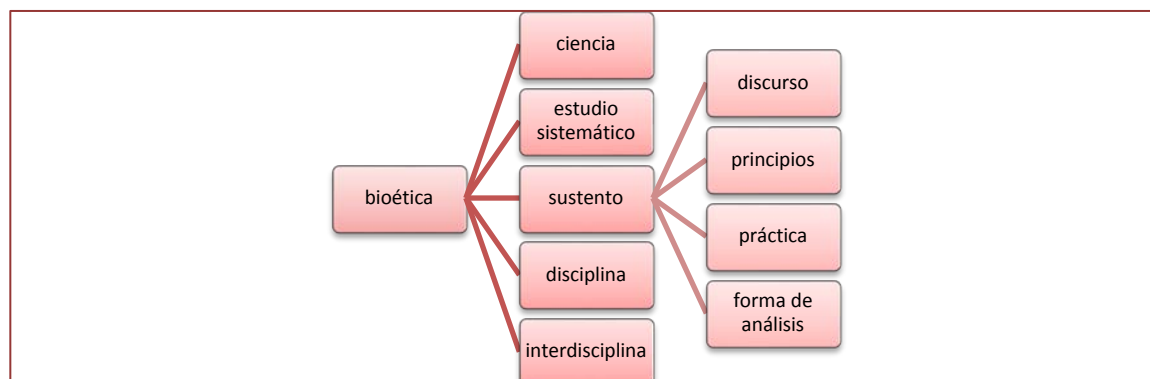 bioética
ciencia
estudio
sistemático
sustento
disciplina
interdisciplina
discurso
principios
práctica
forma de
análisis